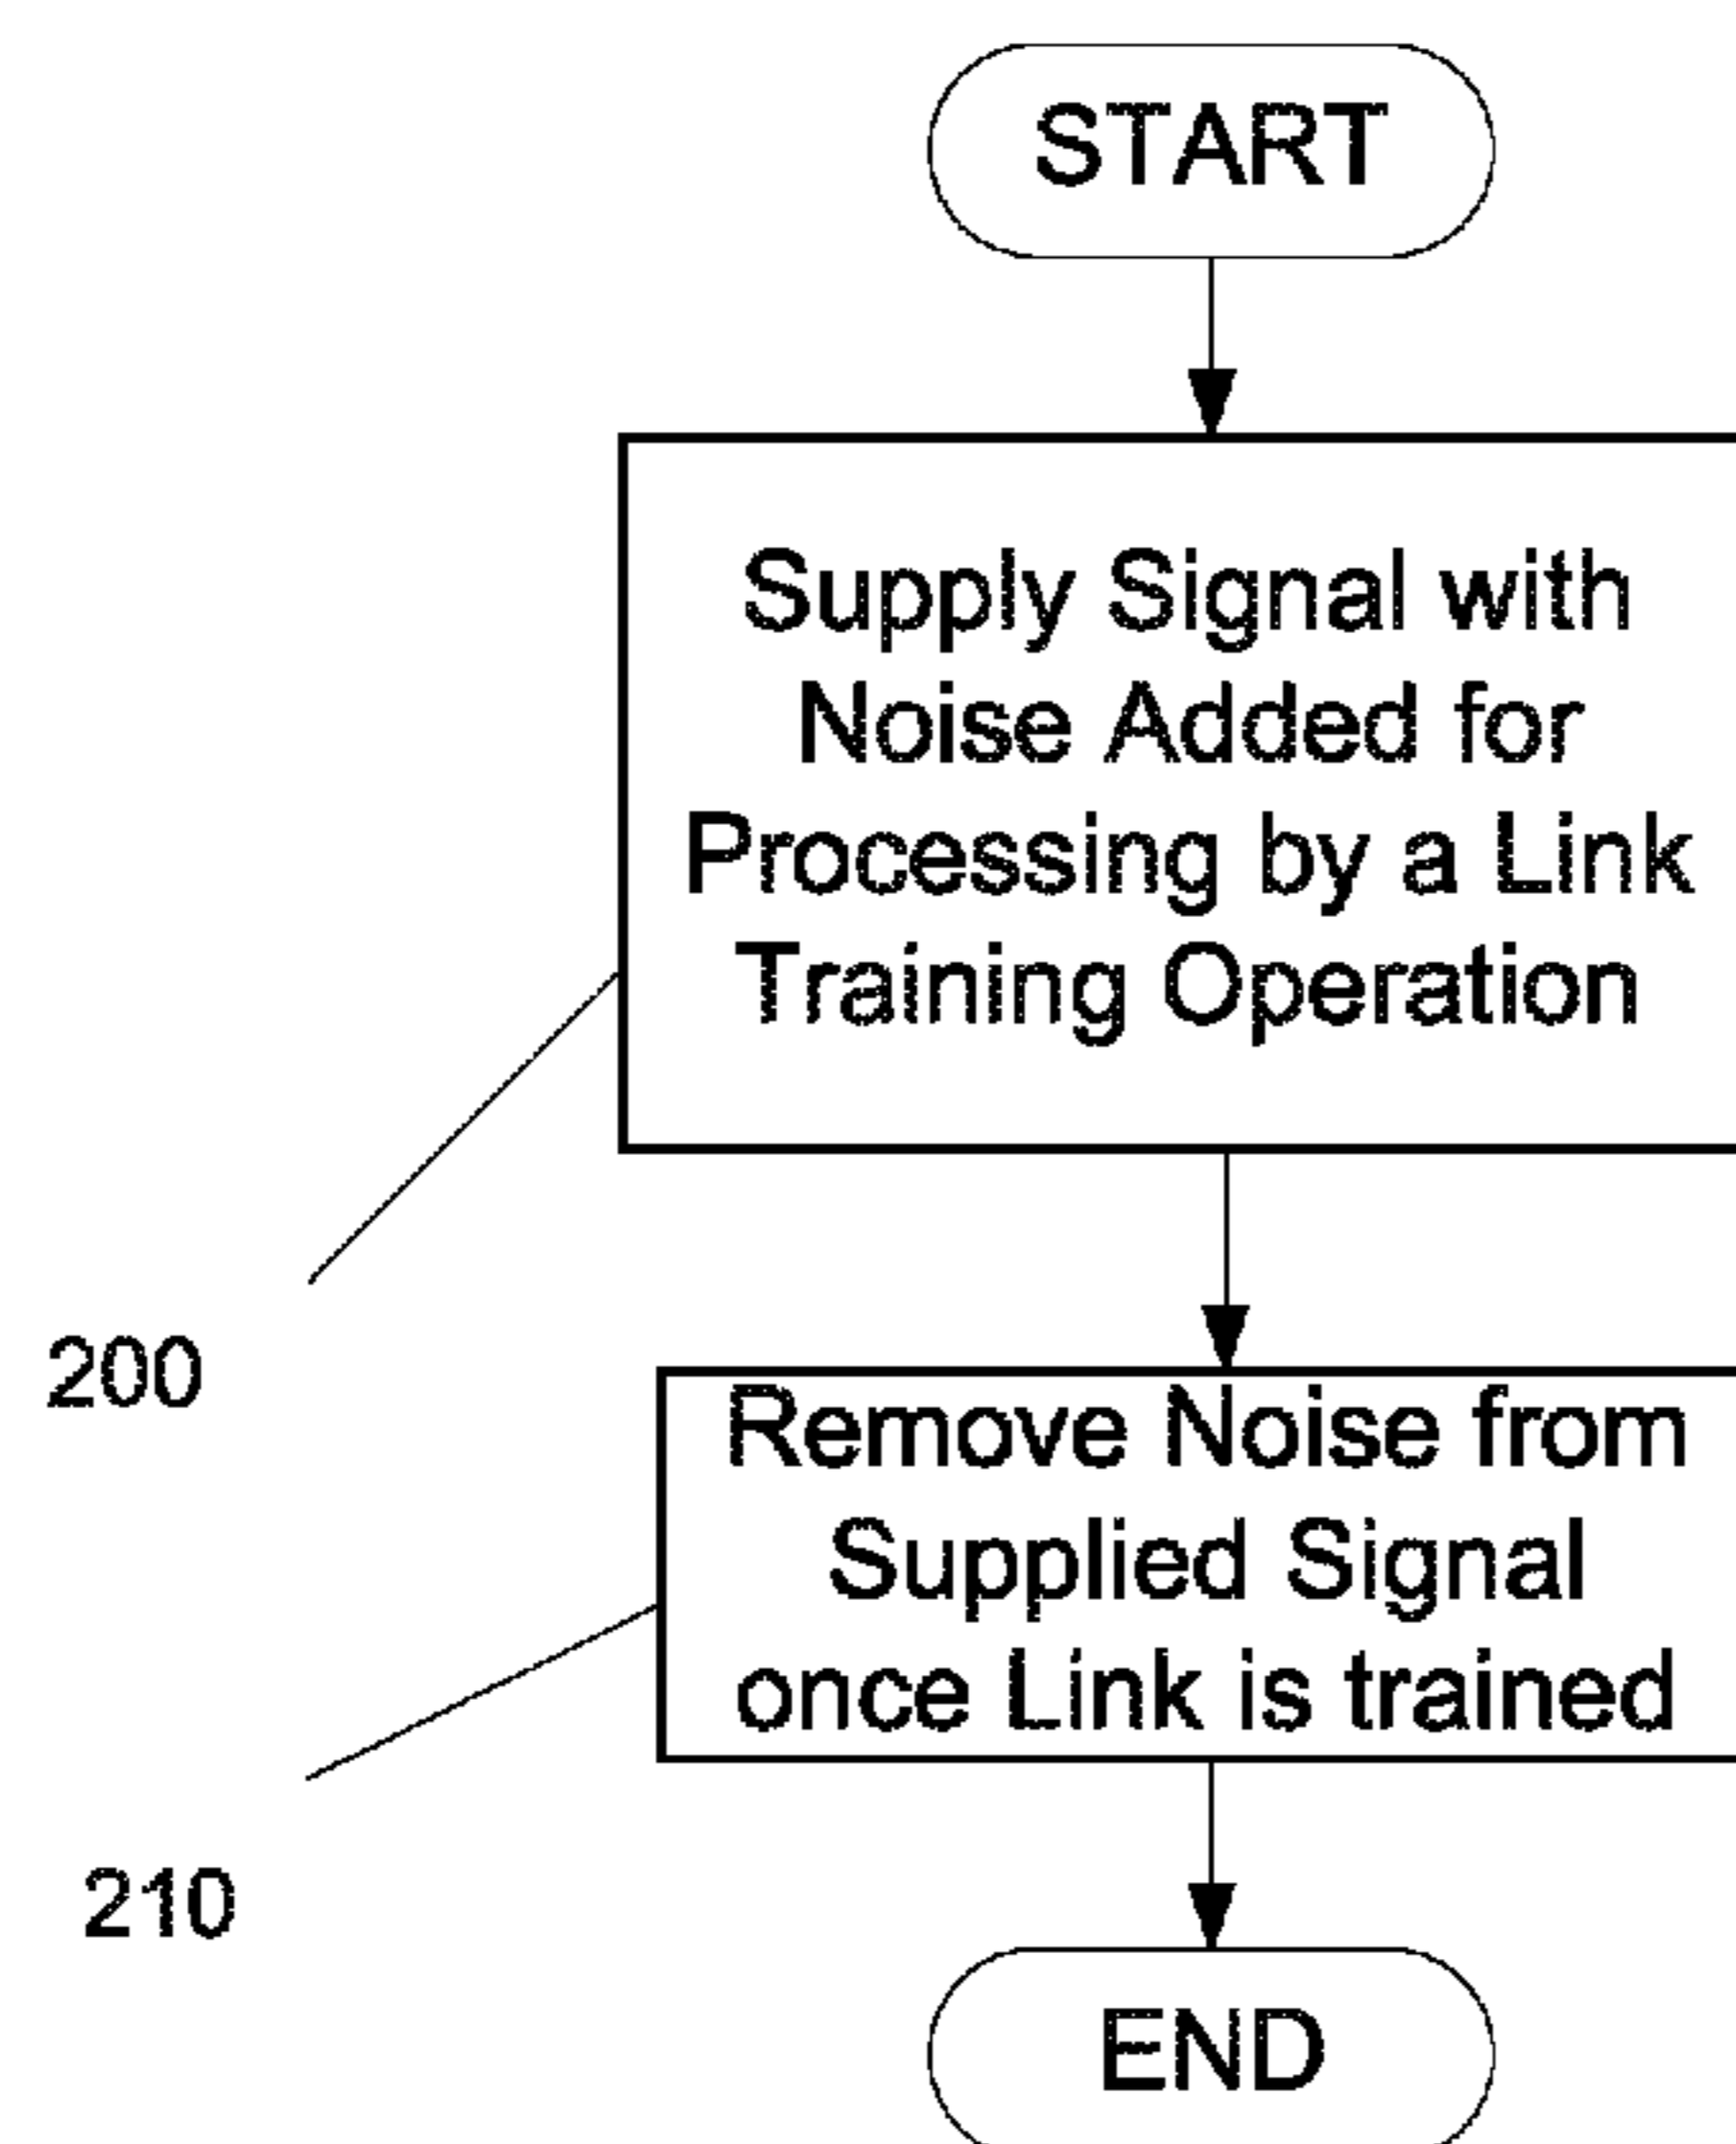 START
Supply Signal with
Noise Added for
Processing by a Link
Training Operation
200
Remove Noise from
Supplied Signal
once Link is trained
210
END